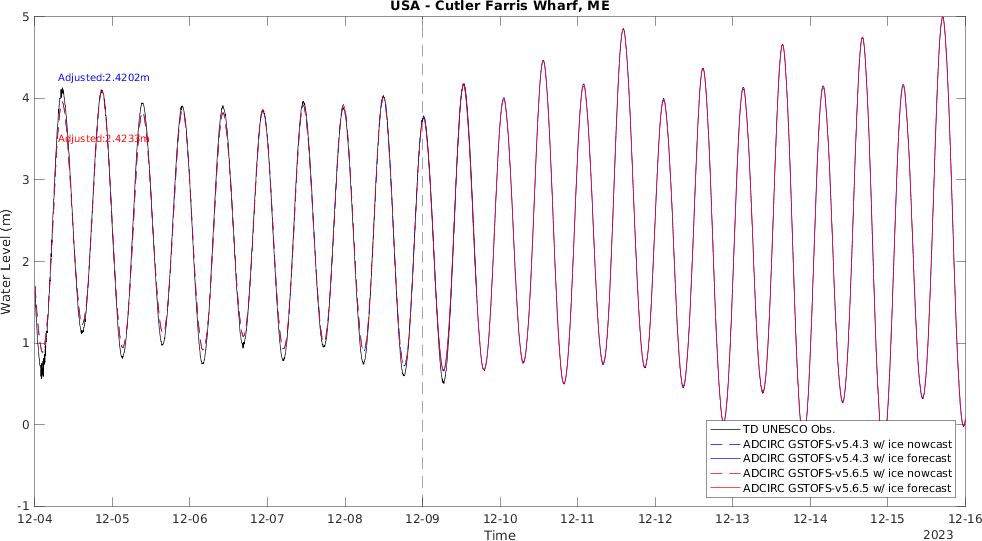 USA - Cutler Farris Wharf, ME
5
4
3
2
1
0
-1
Water Level (m)
Adjusted:2.4202m
Adjusted:2.4233m
TD UNESCO Obs.
ADCIRC GSTOFS-v5.4.3 w/ ice nowcast
ADCIRC GSTOFS-v5.4.3 w/ ice forecast
ADCIRC GSTOFS-v5.6.5 w/ ice nowcast
ADCIRC GSTOFS-v5.6.5 w/ ice forecast
12-04 12-05 12-06 12-07 12-08 12-09 12-10 12-11 12-12 12-13 12-14 12-15 12-16
Time
2023